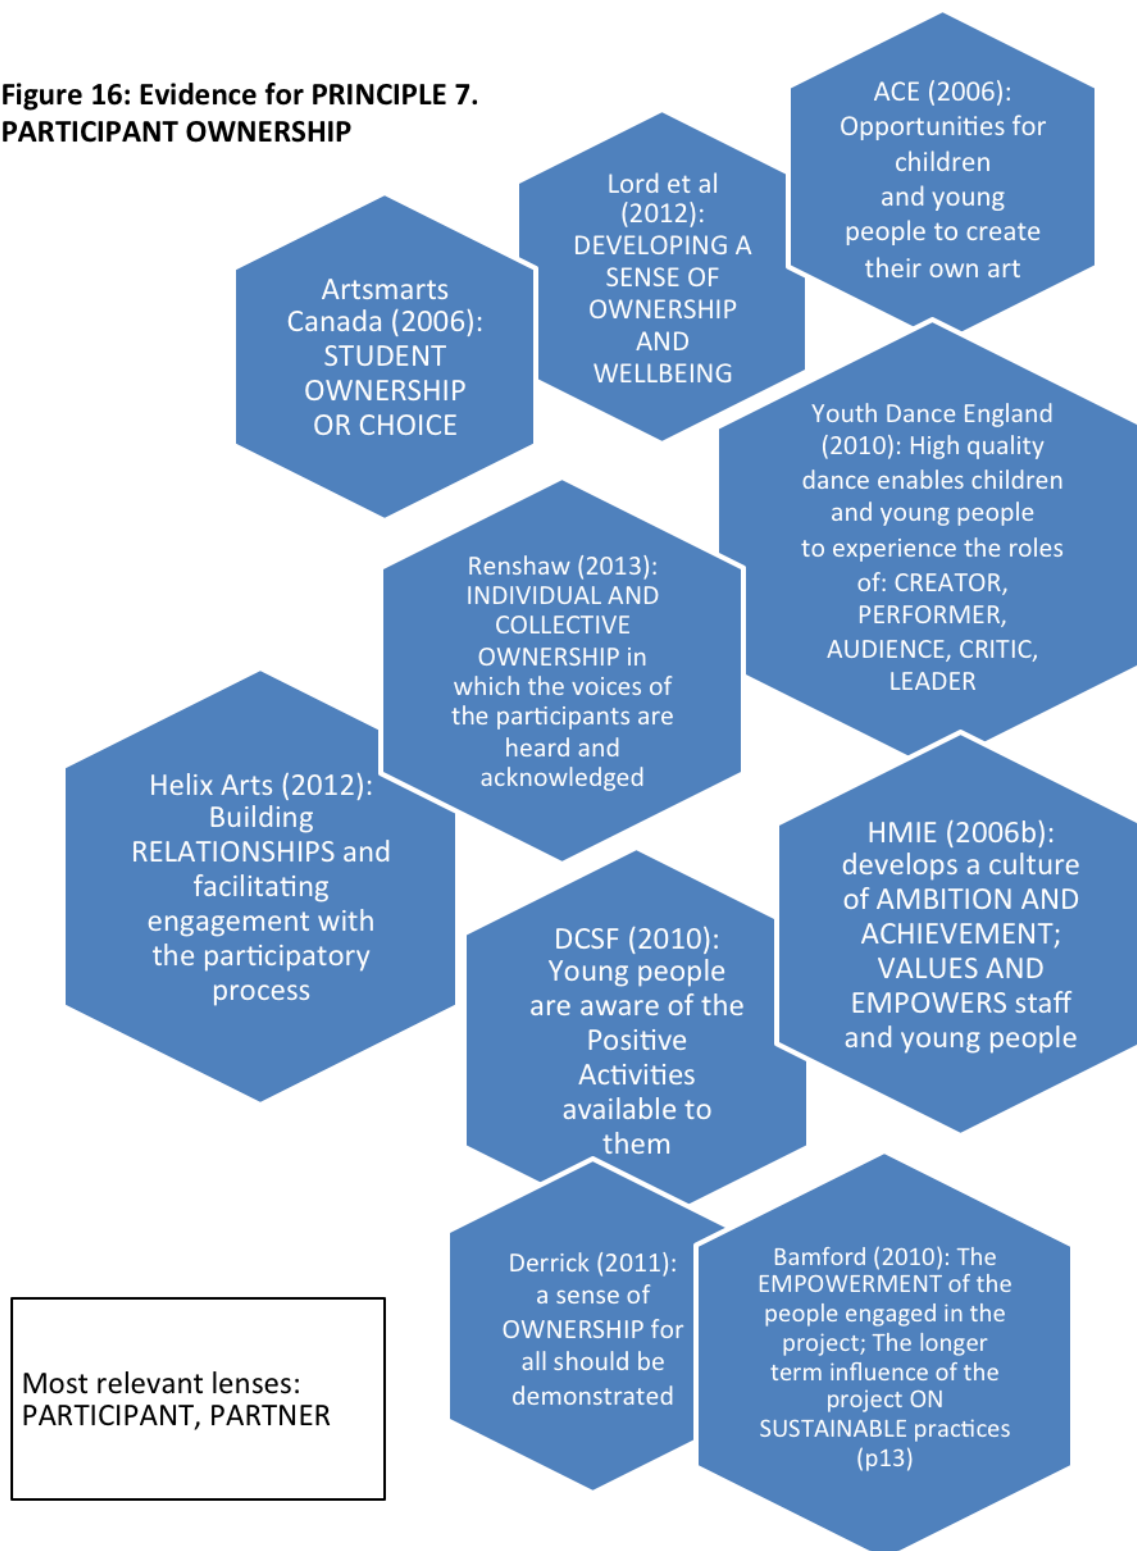 Figure 16: Evidence for PRINCIPLE 7.
PARTICIPANT OWNERSHIP
ACE (2006):
Opportunities for
children
and young
people to create
their own art
Lord et al
(2012):
DEVELOPING A
SENSE OF
OWNERSHIP
AND
WELLBEING
Artsmarts
Canada (2006):
STUDENT
OWNERSHIP
OR CHOICE
Youth Dance England
(2010): High quality
dance enables children
and young people
to experience the roles
of: CREATOR,
PERFORMER,
AUDIENCE, CRITIC,
LEADER
Renshaw (2013):
INDIVIDUAL AND
COLLECTIVE
OWNERSHIP in
which the voices of
the participants are
heard and
acknowledged
Helix Arts (2012):
Building
RELATIONSHIPS and
facilitating
engagement with
the participatory
process
HMIE (2006b):
develops a culture
of AMBITION AND
ACHIEVEMENT;
VALUES AND
EMPOWERS staff
and young people
DCSF (2010):
Young people
are aware of the
Positive
Activities
available to
them
Derrick (2011):
a sense of
OWNERSHIP for
all should be
demonstrated
Bamford (2010): The
EMPOWERMENT of the
people engaged in the
project; The longer
term influence of the
project ON
SUSTAINABLE practices
(p13)
Most relevant lenses:
PARTICIPANT, PARTNER